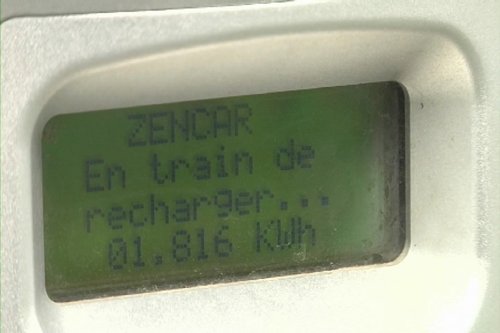 ZENCAR
En train de
recharger...
01.816 KWh